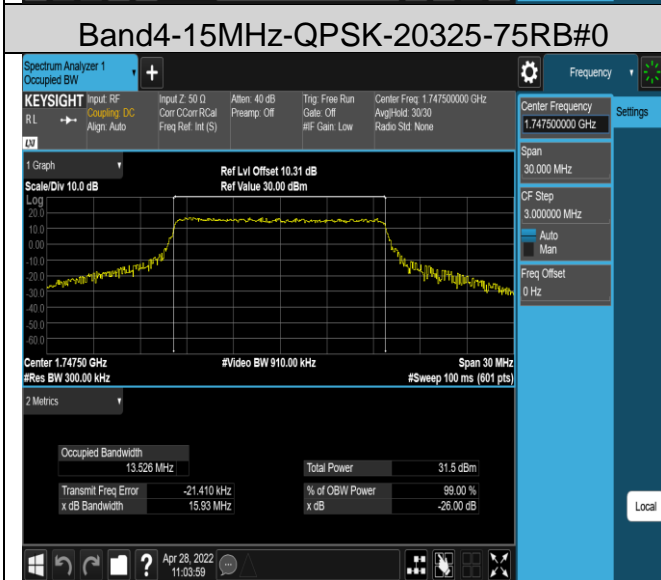 Band4-15MHz-QPSK-20325-75RB#0
Spectrum Analyzer 1
Occupied BW
+
Frequency
KEYSIGHT
RL
LXI
Input: RF
Coupling: DC
Align: Auto
Input Z: 50 Ω
Corr CCorr RCal
Freq Ref: Int (S)
Atten: 40 dB
Preamp: Off
Trig: Free Run
Gate: Off
#IF Gain: Low
Center Freq: 1.747500000 GHz
Avg|Hold: 30/30
Radio Std: None
Center Frequency
1.747500000 GHz
Settings
Span
30.000 MHz
CF Step
3.000000 MHz
Auto
Man
Freq Offset
0 Hz
Local
1 Graph
Scale/Div 10.0 dB
Ref Lvl Offset 10.31 dB
Ref Value 30.00 dBm
Log
20.0
10.0
0.00
-10.0
-20.0
-30.0
-40.0
-50.0
-60.0
Center 1.74750 GHz
#Video BW 910.00 kHz
Span 30 MHz
#Res BW 300.00 kHz
#Sweep 100 ms (601 pts)
2 Metrics
Occupied Bandwidth
13.526 MHz
Total Power 31.5 dBm
Transmit Freq Error -21.410 kHz
% of OBW Power 99.00 %
x dB Bandwidth 15.93 MHz
x dB -26.00 dB
?
Apr 28, 2022
11:03:59